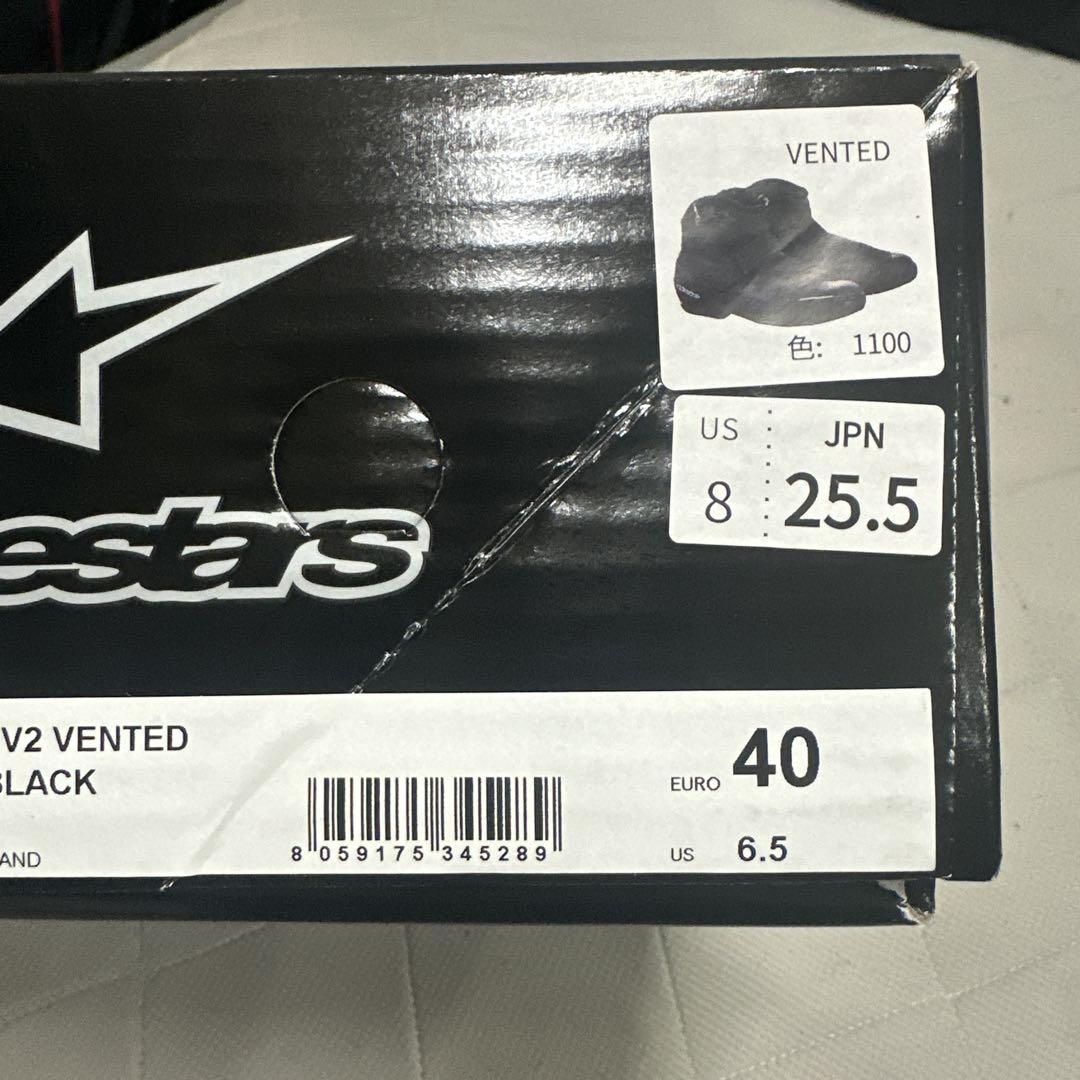 VENTED
色: 1100
US
JPN
8
25.5
estars
V2 VENTED
BLACK
AND
8 059175 345289
EURO 40
US 6.5